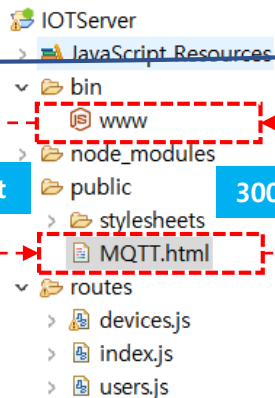 IOTServer
JavaScript Resources
bin
www
node_modules
t
public
300
stylesheets
MQTT.html
routes
devices.js
index.js
users.js